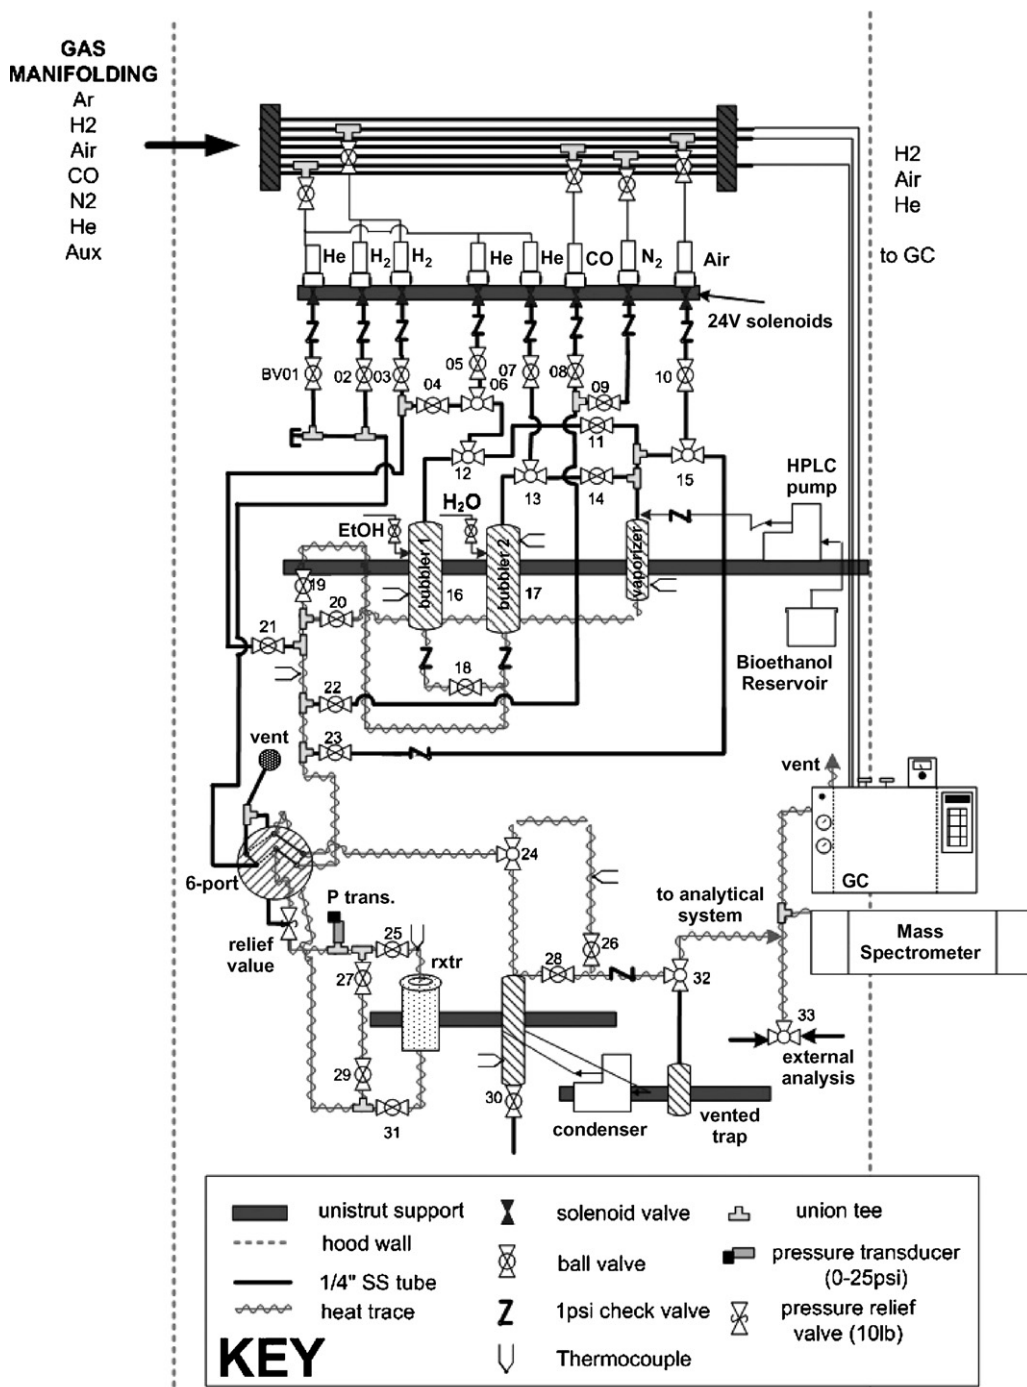 GAS
MANIFOLDING
Ar
H2
Air
CO
N2
He
Aux
H2
Air
He
to GC
He
H2
H2
He
He
CO
N2
Air
24V solenoids
BV01
02
03
04
05
06
07
08
09
10
11
12
13
14
15
HPLC
pump
EtOH
H2O
bubbler 1
bubbler 2
vaporizer
16
17
18
19
20
21
22
23
Bioethanol
Reservoir
vent
vent
6-port
24
GC
P trans.
to analytical
system
Mass
Spectrometer
relief
value
25
26
27
28
rxtr
32
33
external
analysis
29
30
31
condenser
vented
trap
unistrut support
hood wall
1/4" SS tube
heat trace
KEY
solenoid valve
ball valve
1psi check valve
Thermocouple
union tee
pressure transducer
(0-25psi)
pressure relief
valve (10lb)